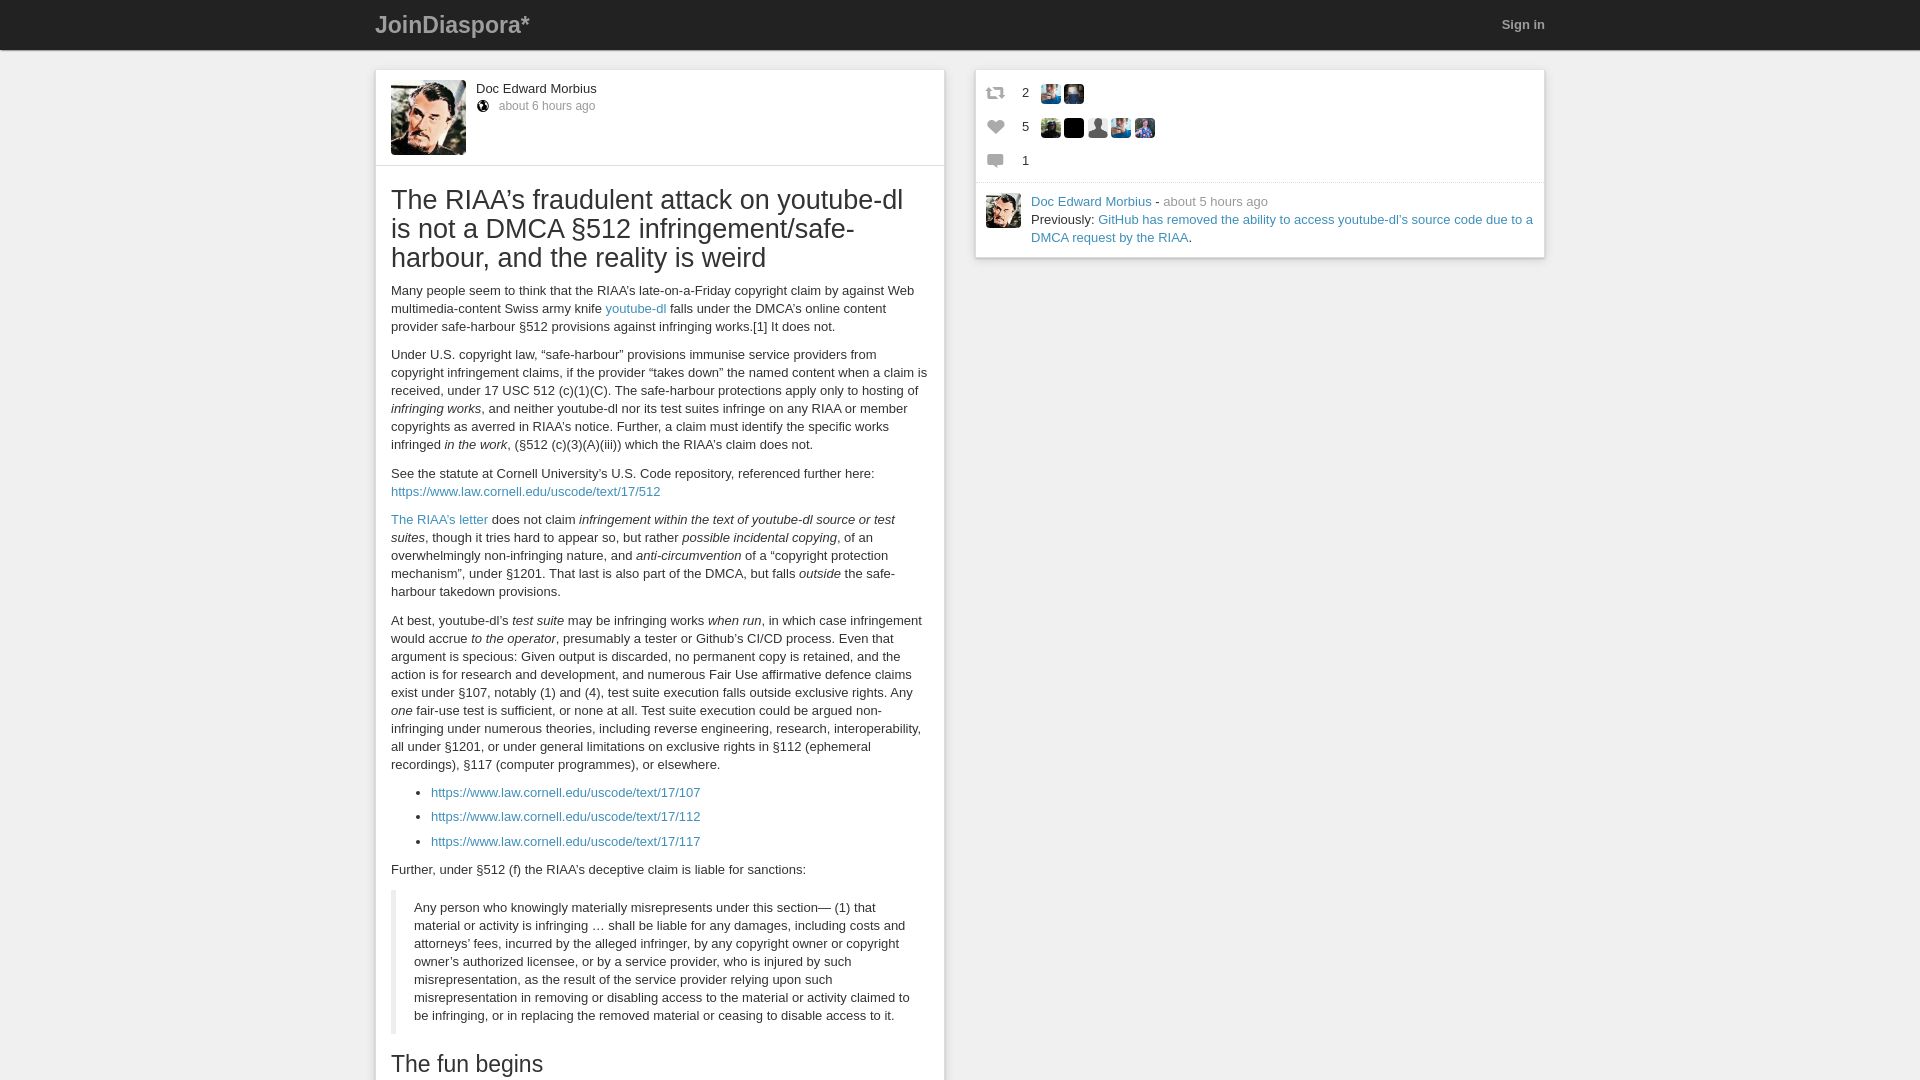 JoinDiaspora*
Sign in
Doc Edward Morbius
about 6 hours ago
The RIAA’s fraudulent attack on youtube-dl
is not a DMCA §512 infringement/safe-
harbour, and the reality is weird
Many people seem to think that the RIAA’s late-on-a-Friday copyright claim by against Web
multimedia-content Swiss army knife youtube-dl falls under the DMCA’s online content
provider safe-harbour §512 provisions against infringing works.[1] It does not.
Under U.S. copyright law, “safe-harbour” provisions immunise service providers from
copyright infringement claims, if the provider “takes down” the named content when a claim is
received, under 17 USC 512 (c)(1)(C). The safe-harbour protections apply only to hosting of
infringing works, and neither youtube-dl nor its test suites infringe on any RIAA or member
copyrights as averred in RIAA’s notice. Further, a claim must identify the specific works
infringed in the work, (§512 (c)(3)(A)(iii)) which the RIAA’s claim does not.
See the statute at Cornell University’s U.S. Code repository, referenced further here:
https://www.law.cornell.edu/uscode/text/17/512
The RIAA’s letter does not claim infringement within the text of youtube-dl source or test
suites, though it tries hard to appear so, but rather possible incidental copying, of an
overwhelmingly non-infringing nature, and anti-circumvention of a “copyright protection
mechanism”, under §1201. That last is also part of the DMCA, but falls outside the safe-
harbour takedown provisions.
At best, youtube-dl’s test suite may be infringing works when run, in which case infringement
would accrue to the operator, presumably a tester or Github’s CI/CD process. Even that
argument is specious: Given output is discarded, no permanent copy is retained, and the
action is for research and development, and numerous Fair Use affirmative defence claims
exist under §107, notably (1) and (4), test suite execution falls outside exclusive rights. Any
one fair-use test is sufficient, or none at all. Test suite execution could be argued non-
infringing under numerous theories, including reverse engineering, research, interoperability,
all under §1201, or under general limitations on exclusive rights in §112 (ephemeral
recordings), §117 (computer programmes), or elsewhere.
• https://www.law.cornell.edu/uscode/text/17/107
• https://www.law.cornell.edu/uscode/text/17/112
• https://www.law.cornell.edu/uscode/text/17/117
Further, under §512 (f) the RIAA’s deceptive claim is liable for sanctions:
Any person who knowingly materially misrepresents under this section— (1) that
material or activity is infringing … shall be liable for any damages, including costs and
attorneys’ fees, incurred by the alleged infringer, by any copyright owner or copyright
owner’s authorized licensee, or by a service provider, who is injured by such
misrepresentation, as the result of the service provider relying upon such
misrepresentation in removing or disabling access to the material or activity claimed to
be infringing, or in replacing the removed material or ceasing to disable access to it.
The fun begins
2
5
1
Doc Edward Morbius - about 5 hours ago
Previously: GitHub has removed the ability to access youtube-dl’s source code due to a
DMCA request by the RIAA.